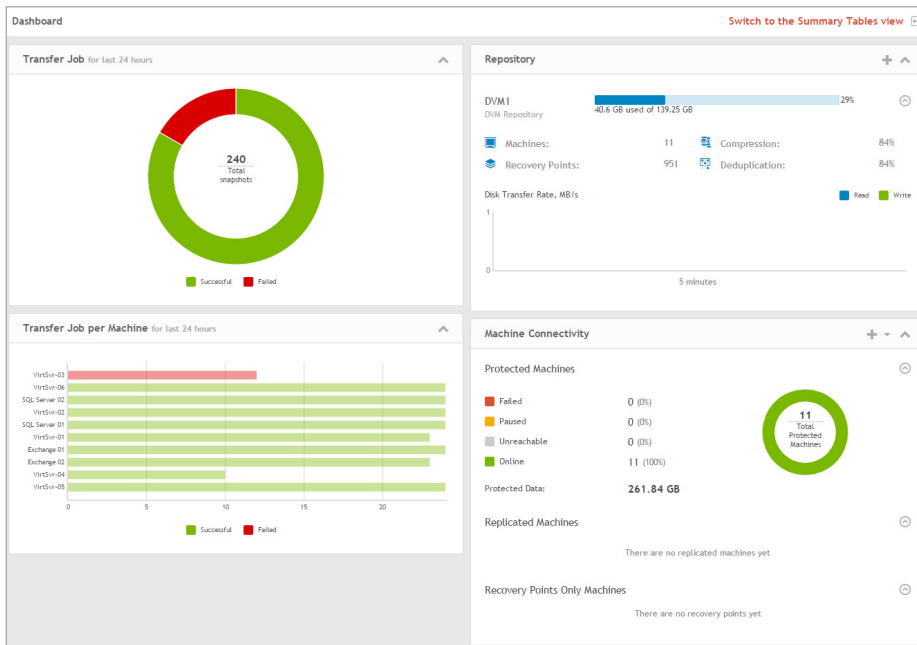 Dashboard
Switch to the Summary Tables view
Transfer Job for last 24 hours
240
Total
snapshots
Successful Failed
Transfer Job per Machine for last 24 hours
VirtSvr-03
VirtSvr-06
SQL Server 02
VirtSvr-02
SQL Server 01
VirtSvr-01
Exchange 01
Exchange 02
VirtSvr-04
VirtSvr-05
0 5 10 15 20
Successful Failed
Repository
DVM1
DVM Repository
29%
40.6 GB used of 139.25 GB
Machines: 11 Compression: 84%
Recovery Points: 951 Deduplication: 84%
Disk Transfer Rate, MB/s Read Write
1
0
5 minutes
Machine Connectivity
Protected Machines
Failed 0 (0%)
Paused 0 (0%)
Unreachable 0 (0%)
Online 11 (100%)
11
Total
Protected
Machines
Protected Data: 261.84 GB
Replicated Machines
There are no replicated machines yet
Recovery Points Only Machines
There are no recovery points yet